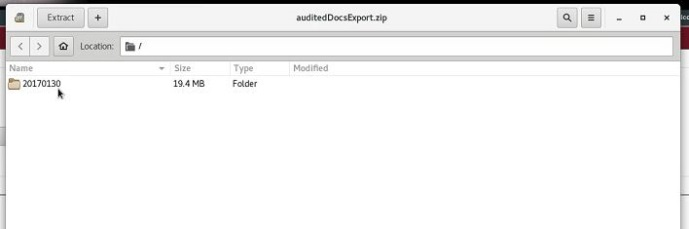 Extract
+
auditedDocsExport.zip
Location: /
Name Size Type Modified
20170130 19.4 MB Folder